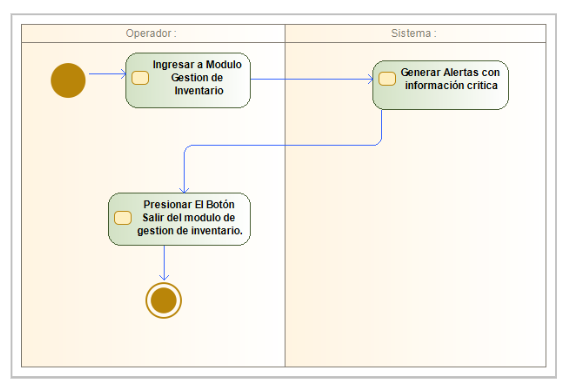 Operador :
Sistema :
Ingresar a Modulo
Gestion de
Inventario
Generar Alertas con
información critica
Presionar El Botón
Salir del modulo de
gestion de inventario.